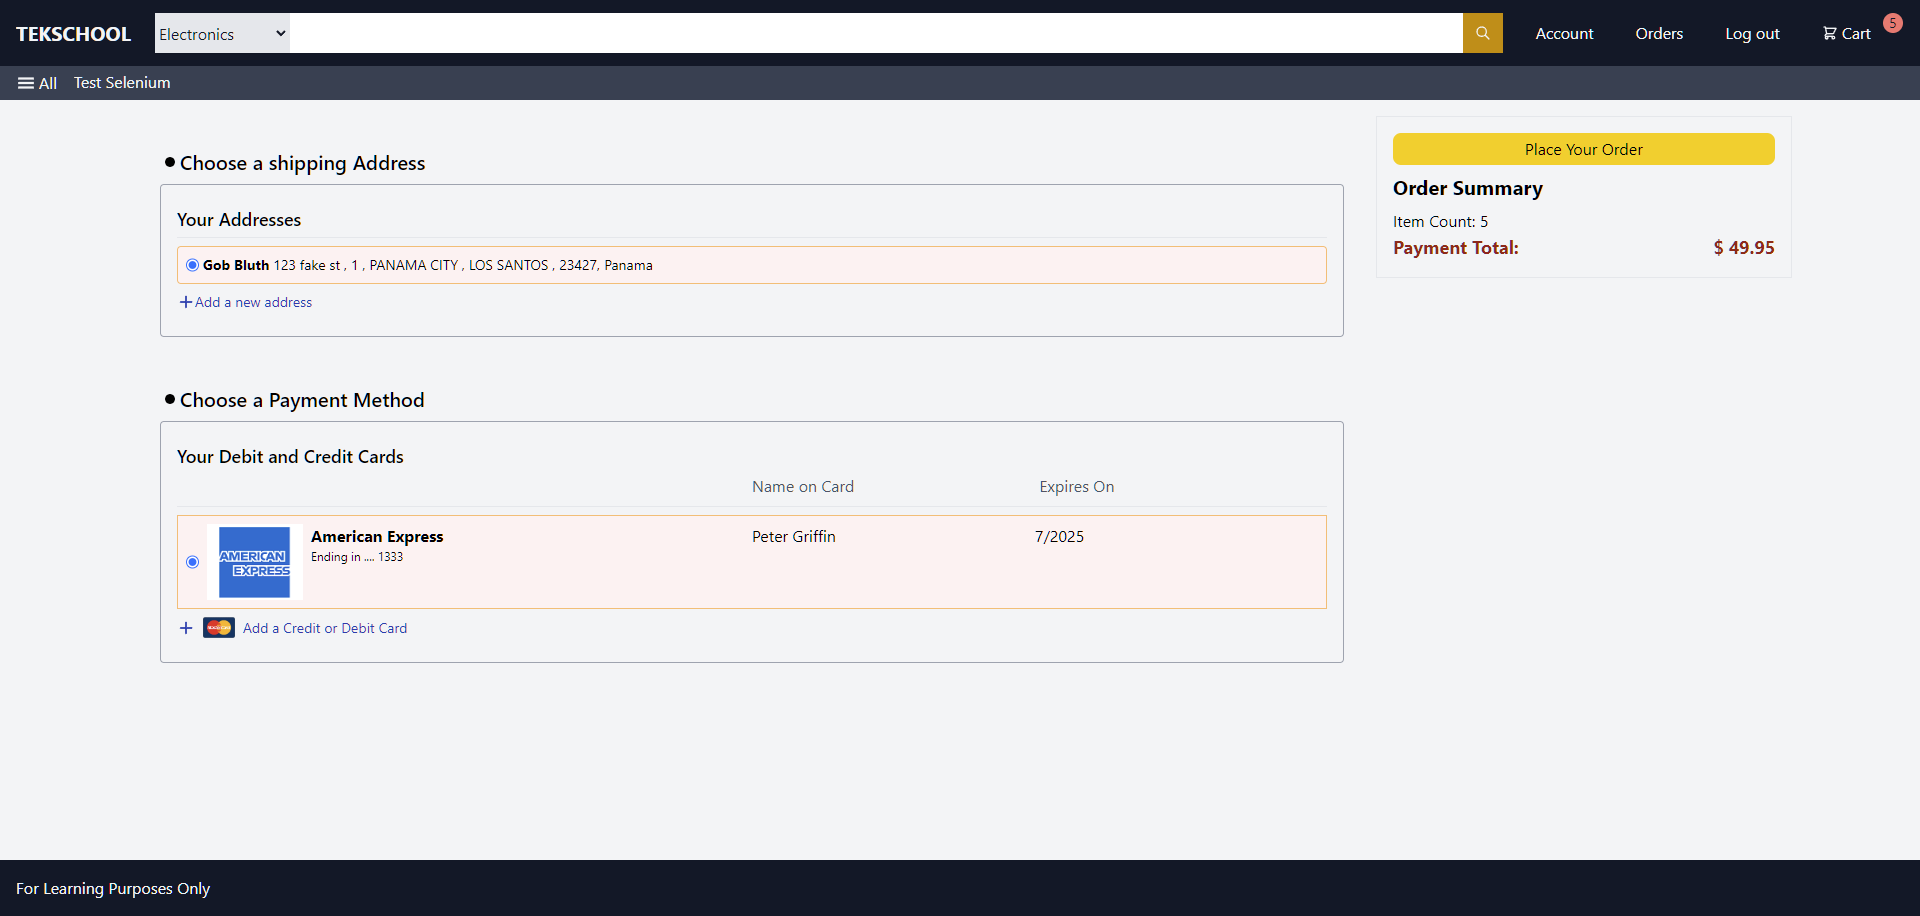 TEKSCHOOL
Electronics
Account
Orders
Log out
Cart
5
All
Test Selenium
Choose a shipping Address
Your Addresses
Gob Bluth 123 fake st , 1 , PANAMA CITY , LOS SANTOS , 23427, Panama
Add a new address
Choose a Payment Method
Your Debit and Credit Cards
Name on Card
Expires On
AMERICAN
EXPRESS
American Express
Ending in .... 1333
Peter Griffin
7/2025
Add a Credit or Debit Card
Place Your Order
Order Summary
Item Count: 5
Payment Total: $ 49.95
For Learning Purposes Only